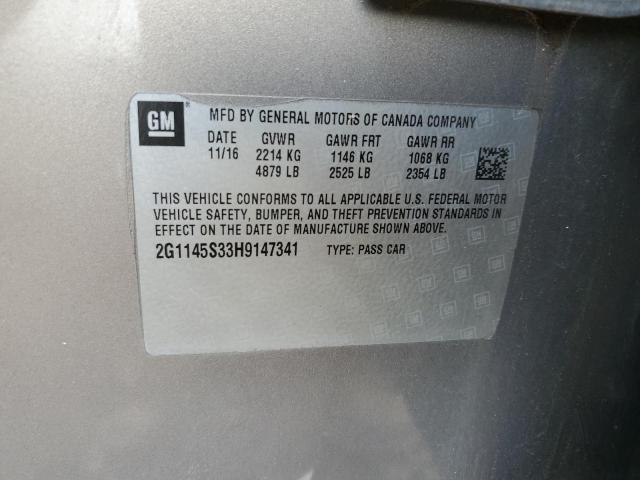 GM ® MFD BY GENERAL MOTORS OF CANADA COMPANY
DATE GVWR GAWR FRT GAWR RR
11/16 2214 KG 1146 KG 1068 KG
4879 LB 2525 LB 2354 LB
THIS VEHICLE CONFORMS TO ALL APPLICABLE U.S. FEDERAL MOTOR
VEHICLE SAFETY, BUMPER, AND THEFT PREVENTION STANDARDS IN
EFFECT ON THE DATE OF MANUFACTURE SHOWN ABOVE.
2G1145S33H9147341 TYPE: PASS CAR